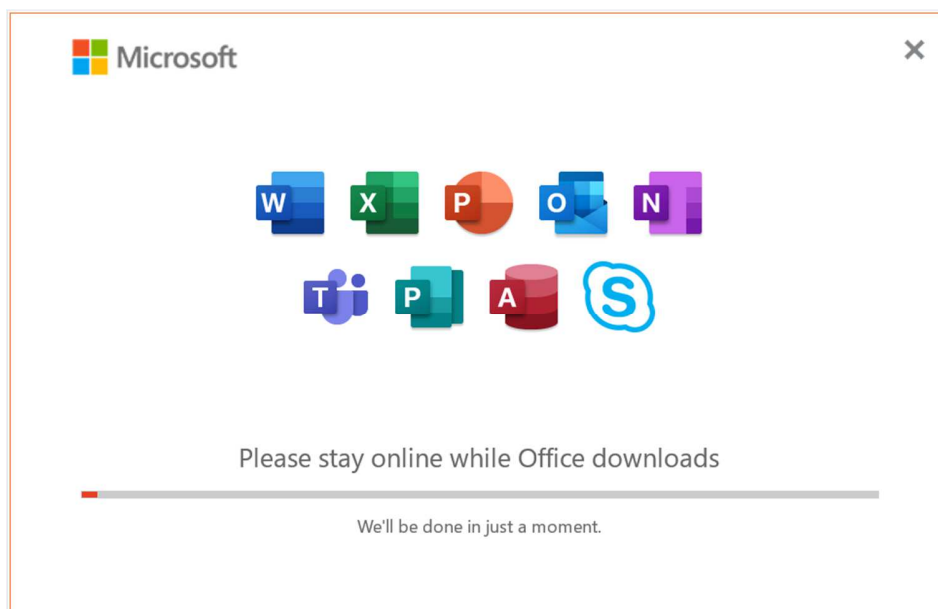 Microsoft
W X P O N
T P A S
Please stay online while Office downloads
We'll be done in just a moment.